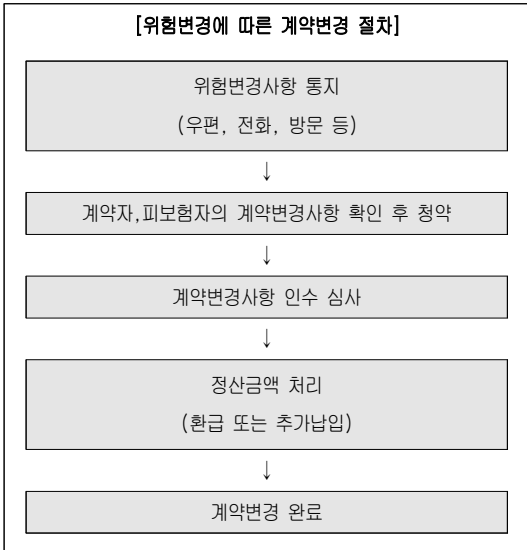 [위험변경에 따른 계약변경 절차]
위험변경사항 통지
(우편, 전화, 방문 등)
↓
계약자,피보험자의 계약변경사항 확인 후 청약
↓
계약변경사항 인수 심사
↓
정산금액 처리
(환급 또는 추가납입)
↓
계약변경 완료